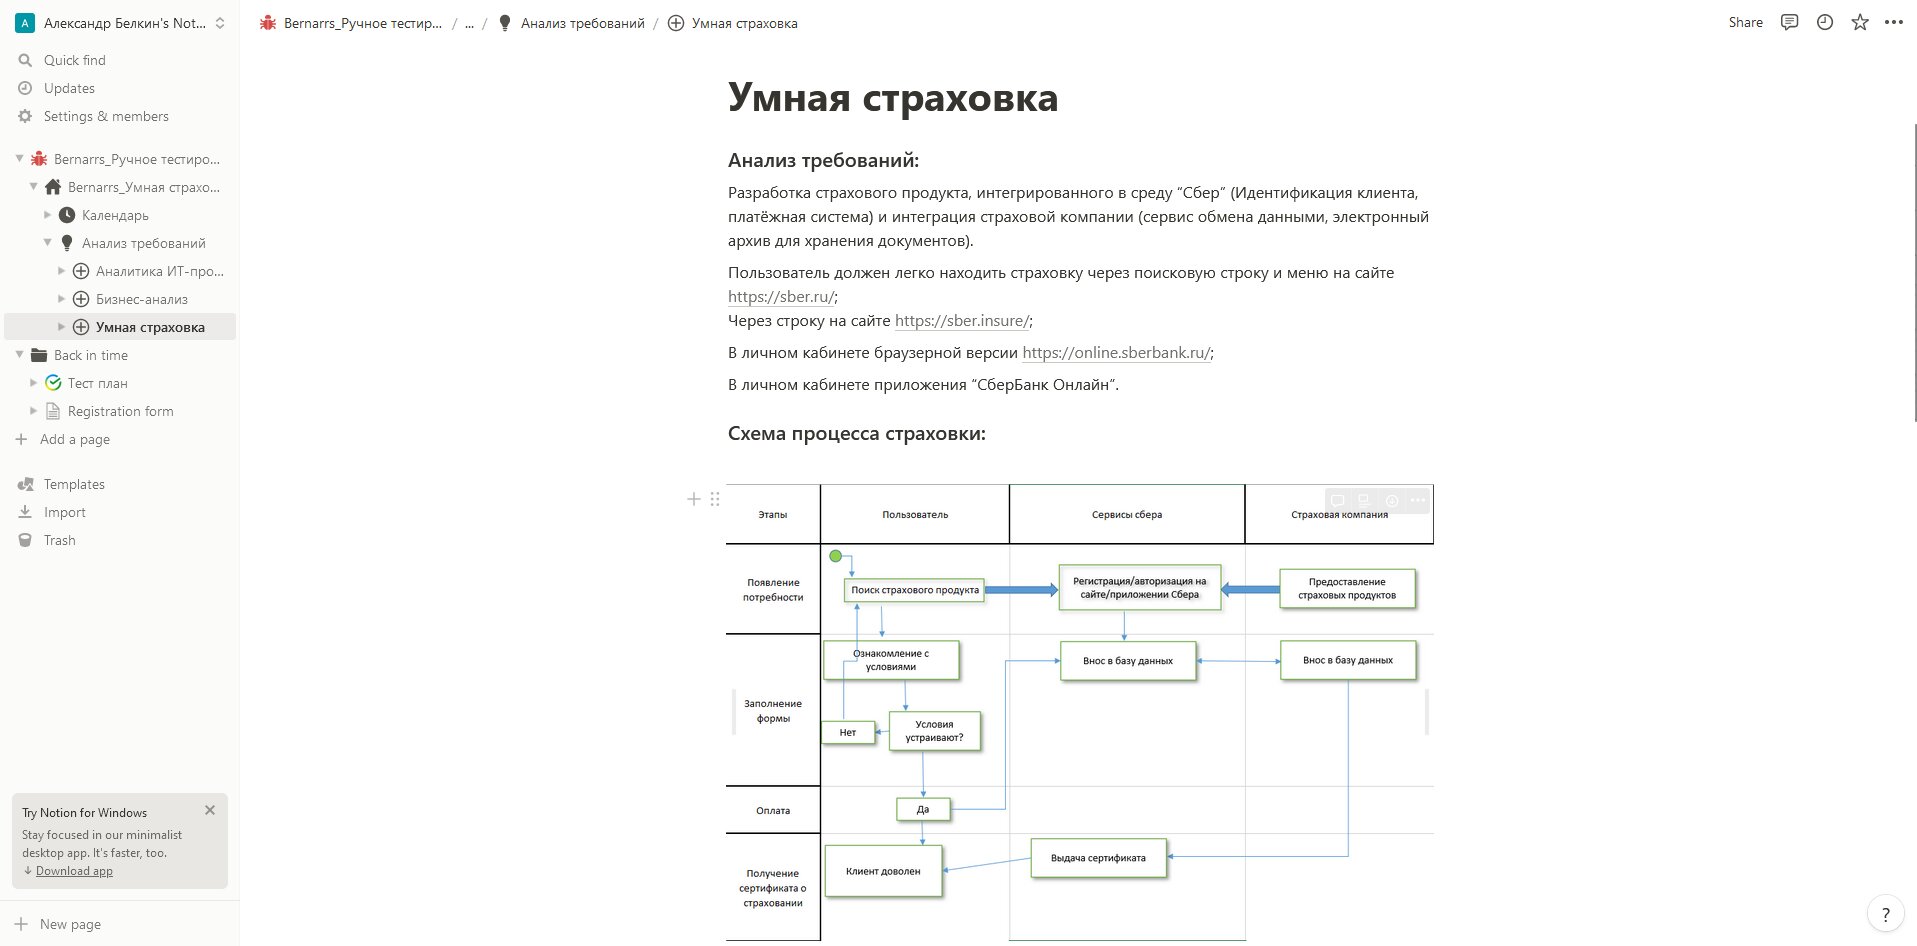 A
Александр Белкин's Not...
Quick find
Updates
Settings & members
Bernarrs_Ручное тестиро...
Bernarrs_Умная страхо...
Календарь
Анализ требований
Аналитика ИТ-про...
Бизнес-анализ
Умная страховка
Back in time
Тест план
Registration form
Add a page
Templates
Import
Trash
Try Notion for Windows
Stay focused in our minimalist
desktop app. It's faster, too.
Download app
New page
Bernarrs_Ручное тестир... / ... / Анализ требований / Умная страховка
Share
Умная страховка
Анализ требований:
Разработка страхового продукта, интегрированного в среду “Сбер” (Идентификация клиента,
платёжная система) и интеграция страховой компании (сервис обмена данными, электронный
архив для хранения документов).
Пользователь должен легко находить страховку через поисковую строку и меню на сайте
https://sber.ru/;
Через строку на сайте https://sber.insure/;
В личном кабинете браузерной версии https://online.sberbank.ru/;
В личном кабинете приложения “СберБанк Онлайн”.
Схема процесса страховки:
Этапы
Пользователь
Сервисы сбера
Страховая компания
Появление
потребности
Поиск страхового продукта
Регистрация/авторизация на
сайте/приложении Сбера
Предоставление
страховых продуктов
Заполнение
формы
Ознакомление с
условиями
Внос в базу данных
Внос в базу данных
Нет
Условия
устраивают?
Оплата
Да
Получение
сертификата о
страховании
Клиент доволен
Выдача сертификата
?